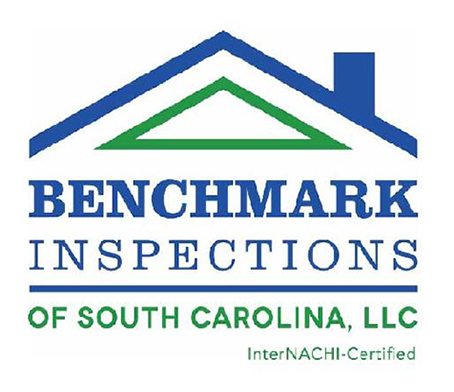 BENCHMARK
INSPECTIONS
OF SOUTH CAROLINA, LLC
InterNACHI-Certified